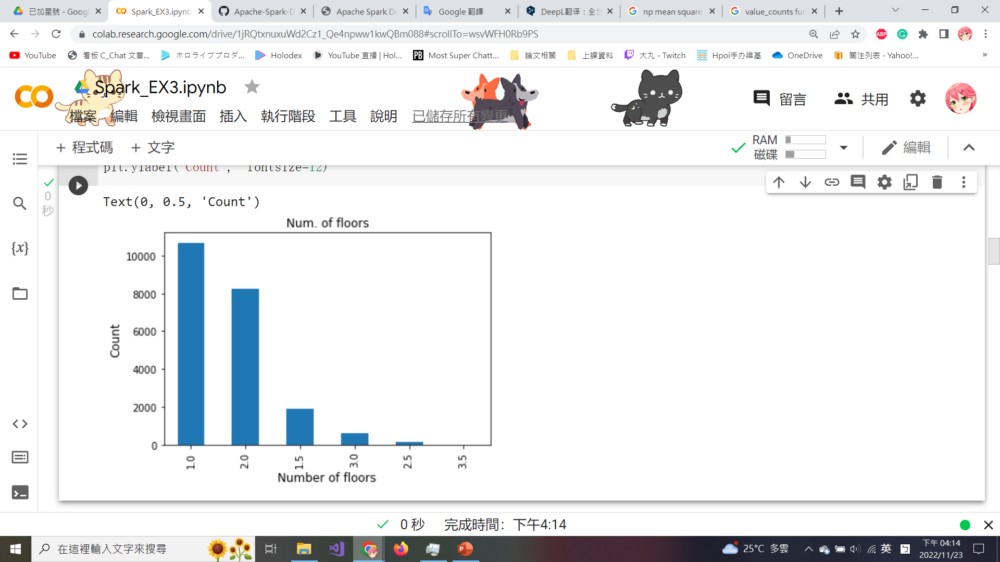 已加星號 - Googl
Spark_EX3.ipynb
Apache-Spark-D
Apache Spark De
Google 翻譯
DeepL翻译：全世
np mean square
value_counts fun
colab.research.google.com/drive/1jRQtxnuxuWd2Cz1_Qe4npww1kwQBm088#scrollTo=wsvWFH0Rb9PS
ABP
YouTube
看板 C_Chat 文章...
ホロライブプロダ...
Holodex
YouTube 直播 | Hol...
PB
Most Super Chatt...
論文相關
上課資料
大丸 - Twitch
Hpoi手办维基
OneDrive
關注列表 - Yahoo!...
»
Spark_EX3.ipynb
檔案 編輯 檢視畫面 插入 執行階段 工具 說明 已儲存所有變更
留言
共用
+ 程式碼 + 文字
RAM
磁碟
編輯
plt.ylabel('Count', fontsize=12)
0
秒
Text(0, 0.5, 'Count')
{x}
Num. of floors
10000
8000
6000
4000
2000
0
Count
1.0
2.0
1.5
3.0
2.5
3.5
Number of floors
0 秒 完成時間： 下午4:14
在這裡輸入文字來搜尋
25°C 多雲
英
下午 04:14
2022/11/23